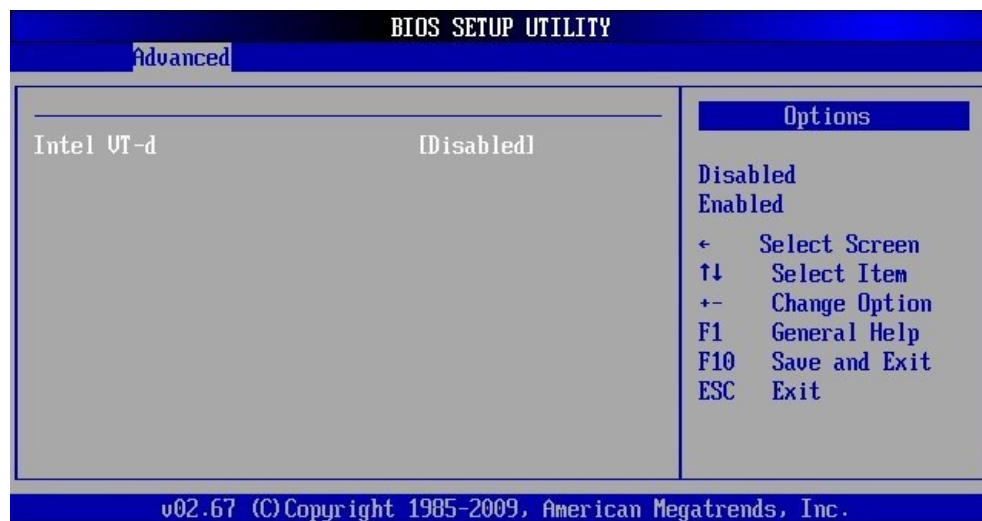 BIOS SETUP UTILITY
Advanced
Intel VT-d [Disabled]
Options
Disabled
Enabled
← Select Screen
↑↓ Select Item
+- Change Option
F1 General Help
F10 Save and Exit
ESC Exit
v02.67 (C)Copyright 1985-2009, American Megatrends, Inc.